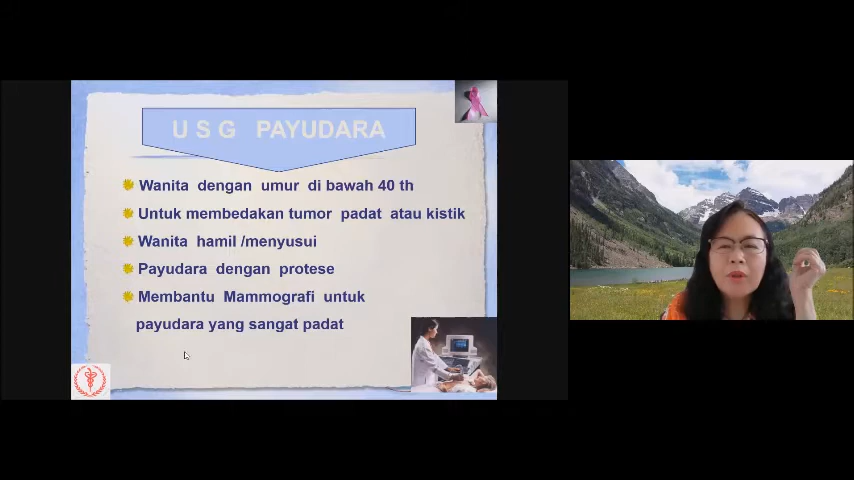 U S G PAYUDARA
Wanita dengan umur di bawah 40 th
Untuk membedakan tumor padat atau kistik
Wanita hamil /menyusui
Payudara dengan protese
Membantu Mammografi untuk
payudara yang sangat padat